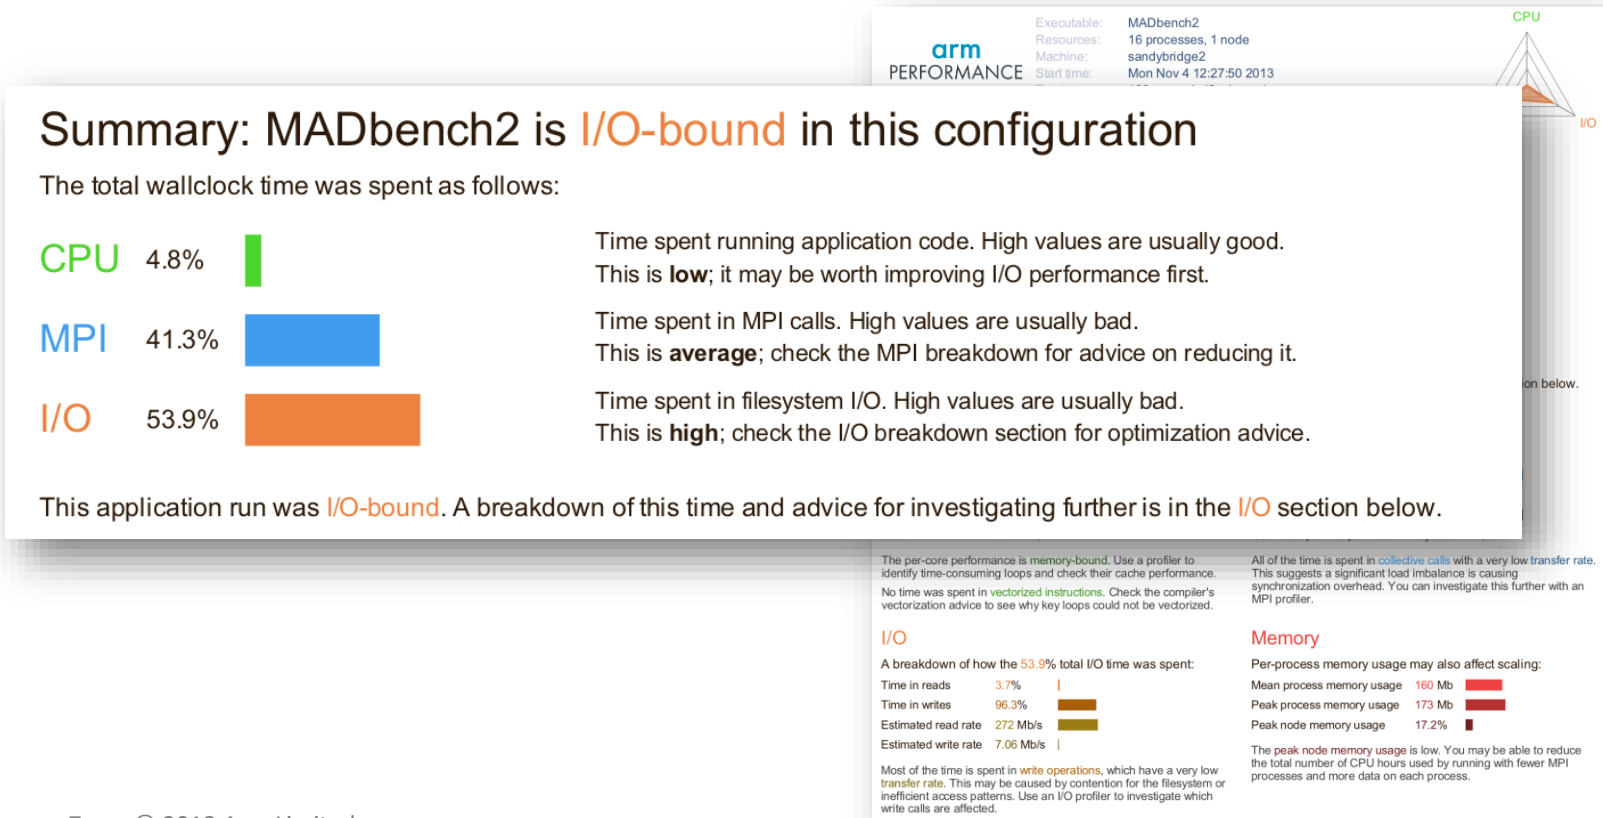 arm
PERFORMANCE
Executable: MADbench2
Resources: 16 processes, 1 node
Machine: sandybridge2
Start time: Mon Nov 4 12:27:50 2013
CPU
I/O
Summary: MADbench2 is I/O-bound in this configuration
The total wallclock time was spent as follows:
CPU 4.8%
Time spent running application code. High values are usually good.
This is low; it may be worth improving I/O performance first.
MPI 41.3%
Time spent in MPI calls. High values are usually bad.
This is average; check the MPI breakdown for advice on reducing it.
I/O 53.9%
Time spent in filesystem I/O. High values are usually bad.
This is high; check the I/O breakdown section for optimization advice.
This application run was I/O-bound. A breakdown of this time and advice for investigating further is in the I/O section below.
on below.
The per-core performance is memory-bound. Use a profiler to
identify time-consuming loops and check their cache performance.
No time was spent in vectorized instructions. Check the compiler's
vectorization advice to see why key loops could not be vectorized.
All of the time is spent in collective calls with a very low transfer rate.
This suggests a significant load imbalance is causing
synchronization overhead. You can investigate this further with an
MPI profiler.
I/O
A breakdown of how the 53.9% total I/O time was spent:
Time in reads 3.7%
Time in writes 96.3%
Estimated read rate 272 Mb/s
Estimated write rate 7.06 Mb/s
Most of the time is spent in write operations, which have a very low
transfer rate. This may be caused by contention for the filesystem or
inefficient access patterns. Use an I/O profiler to investigate which
write calls are affected.
Memory
Per-process memory usage may also affect scaling:
Mean process memory usage 160 Mb
Peak process memory usage 173 Mb
Peak node memory usage 17.2%
The peak node memory usage is low. You may be able to reduce
the total number of CPU hours used by running with fewer MPI
processes and more data on each process.